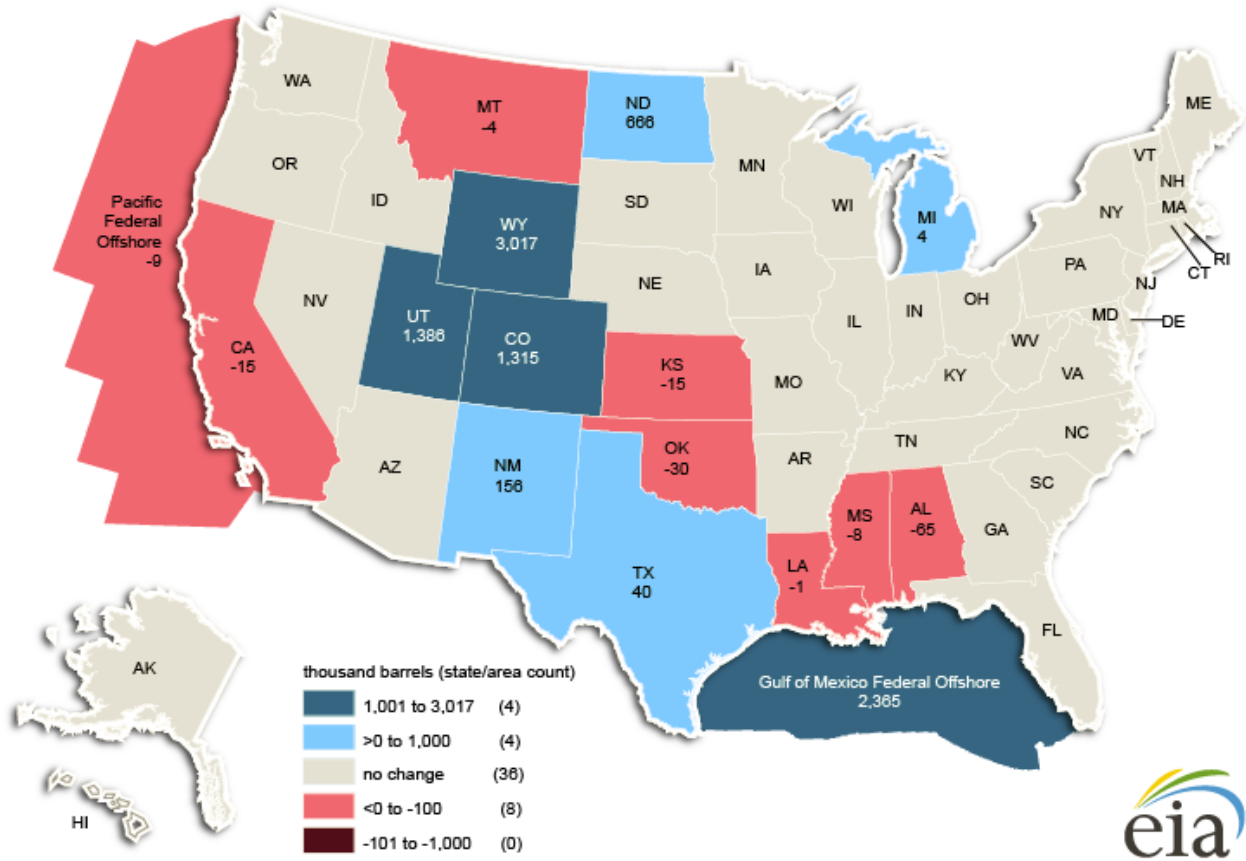 WA
MT
-4
ND
666
ME
OR
ID
MN
VT
NH
MA
NY
WI
MI
4
SD
WY
3,017
Pacific
Federal
Offshore
-9
RI
CT
IA
PA
NJ
NE
NV
UT
1,386
CO
1,315
IL
IN
OH
MD
DE
WV
CA
-15
KS
-15
MO
KY
VA
AZ
NM
156
OK
-30
AR
TN
NC
SC
MS
-8
AL
-65
GA
LA
-1
TX
40
FL
AK
Gulf of Mexico Federal Offshore
2,365
HI
thousand barrels (state/area count)
1,001 to 3,017 (4)
>0 to 1,000 (4)
no change (36)
<0 to -100 (8)
-101 to -1,000 (0)
eia